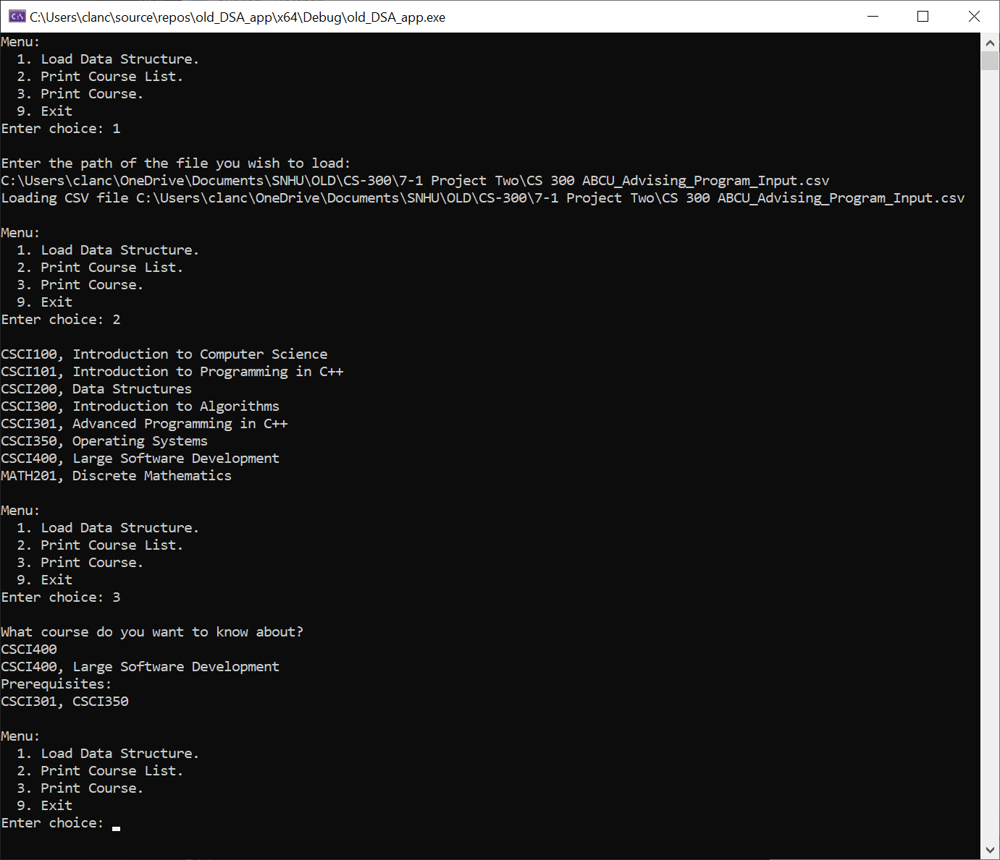 C:\Users\clanc\source\repos\old_DSA_app\x64\Debug\old_DSA_app.exe
Menu:
  1. Load Data Structure.
  2. Print Course List.
  3. Print Course.
  9. Exit
Enter choice: 1

Enter the path of the file you wish to load:
C:\Users\clanc\OneDrive\Documents\SNHU\OLD\CS-300\7-1 Project Two\CS 300 ABCU_Advising_Program_Input.csv
Loading CSV file C:\Users\clanc\OneDrive\Documents\SNHU\OLD\CS-300\7-1 Project Two\CS 300 ABCU_Advising_Program_Input.csv

Menu:
  1. Load Data Structure.
  2. Print Course List.
  3. Print Course.
  9. Exit
Enter choice: 2

CSCI100, Introduction to Computer Science
CSCI101, Introduction to Programming in C++
CSCI200, Data Structures
CSCI300, Introduction to Algorithms
CSCI301, Advanced Programming in C++
CSCI350, Operating Systems
CSCI400, Large Software Development
MATH201, Discrete Mathematics

Menu:
  1. Load Data Structure.
  2. Print Course List.
  3. Print Course.
  9. Exit
Enter choice: 3

What course do you want to know about?
CSCI400
CSCI400, Large Software Development
Prerequisites:
CSCI301, CSCI350

Menu:
  1. Load Data Structure.
  2. Print Course List.
  3. Print Course.
  9. Exit
Enter choice: